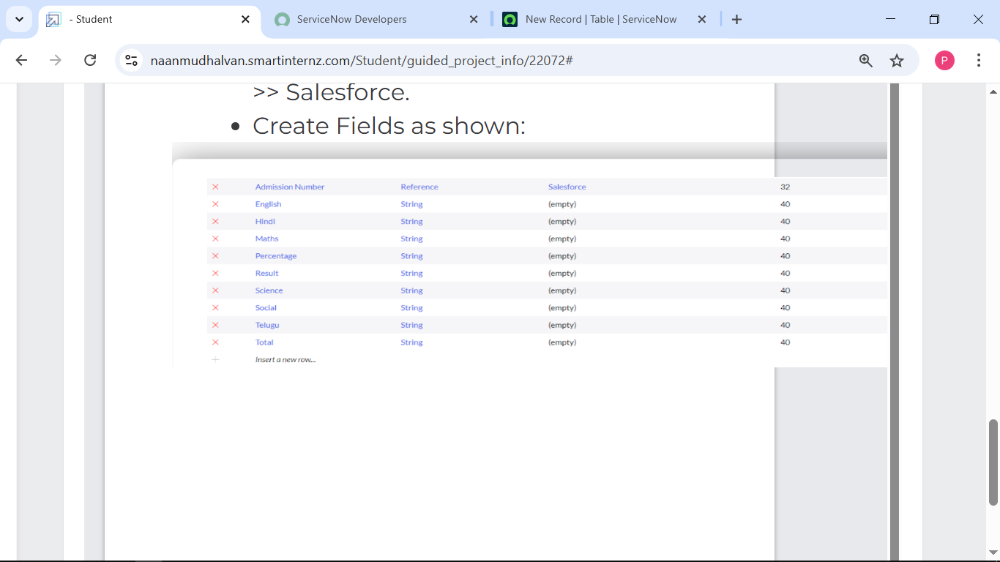 - Student
ServiceNow Developers
New Record | Table | ServiceNow
naanmudhalvan.smartinternz.com/Student/guided_project_info/22072#
P
>> Salesforce.
• Create Fields as shown:
Admission Number Reference Salesforce 32
English String (empty) 40
Hindi String (empty) 40
Maths String (empty) 40
Percentage String (empty) 40
Result String (empty) 40
Science String (empty) 40
Social String (empty) 40
Telugu String (empty) 40
Total String (empty) 40
Insert a new row...